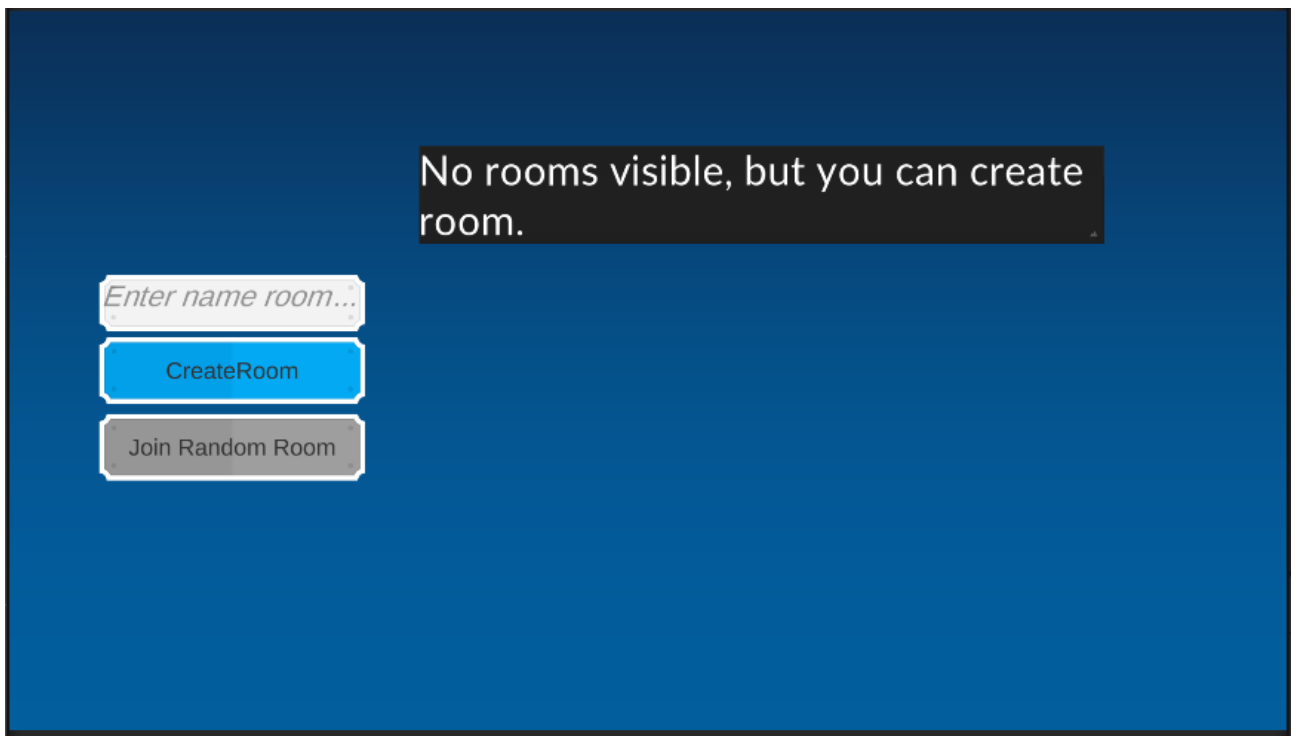 No rooms visible, but you can create
room.
Enter name room...
CreateRoom
Join Random Room